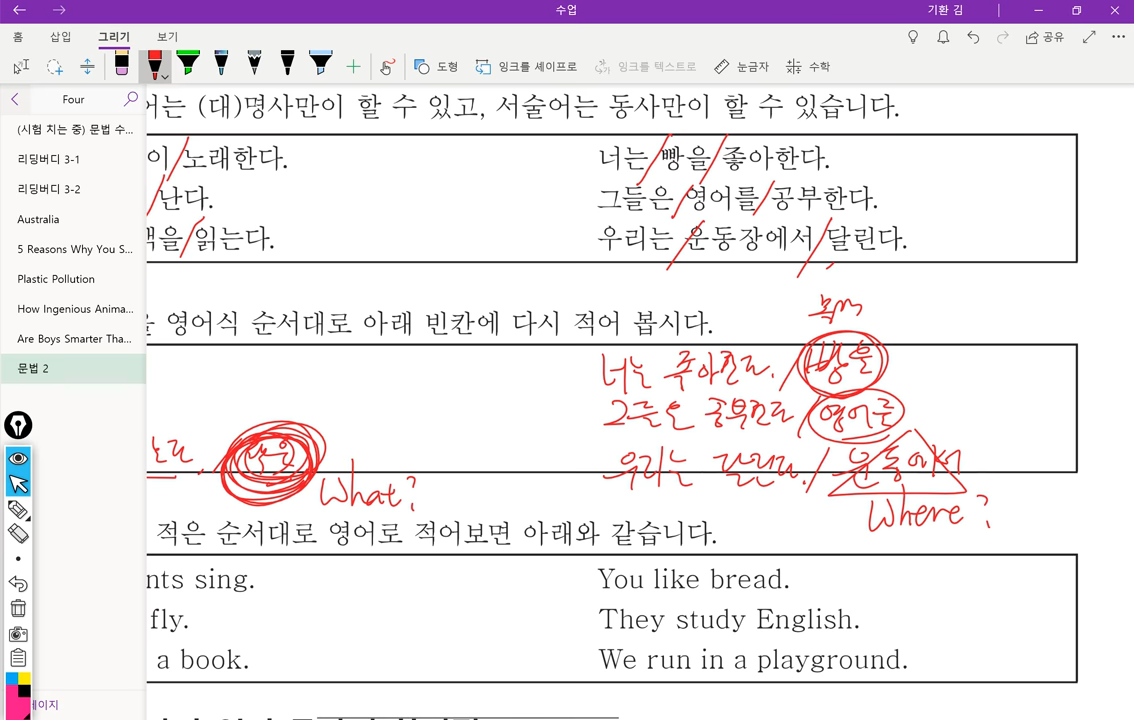 수업
기환 김
홈 삽입 그리기 보기
공유
도형 잉크를 셰이프로 잉크를 텍스트로 눈금자 수학
Four
(시험 치는 중) 문법 수...
리딩버디 3-1
리딩버디 3-2
Australia
5 Reasons Why You S...
Plastic Pollution
How Ingenious Anima...
Are Boys Smarter Tha...
문법 2
페이지
어는 (대)명사만이 할 수 있고, 서술어는 동사만이 할 수 있습니다.
이 / 노래한다. 너는 / 빵을 / 좋아한다.
/ 난다. 그들은 / 영어를 / 공부한다.
책을 / 읽는다. 우리는 / 운동장에서 / 달린다.
영어식 순서대로 아래 빈칸에 다시 적어 봅시다.
너는 좋아한다. / 빵을
그들은 공부한다 / 영어를
우리는 달린다. / 운동에서
What?
Where?
적은 순서대로 영어로 적어보면 아래와 같습니다.
nts sing. You like bread.
fly. They study English.
a book. We run in a playground.